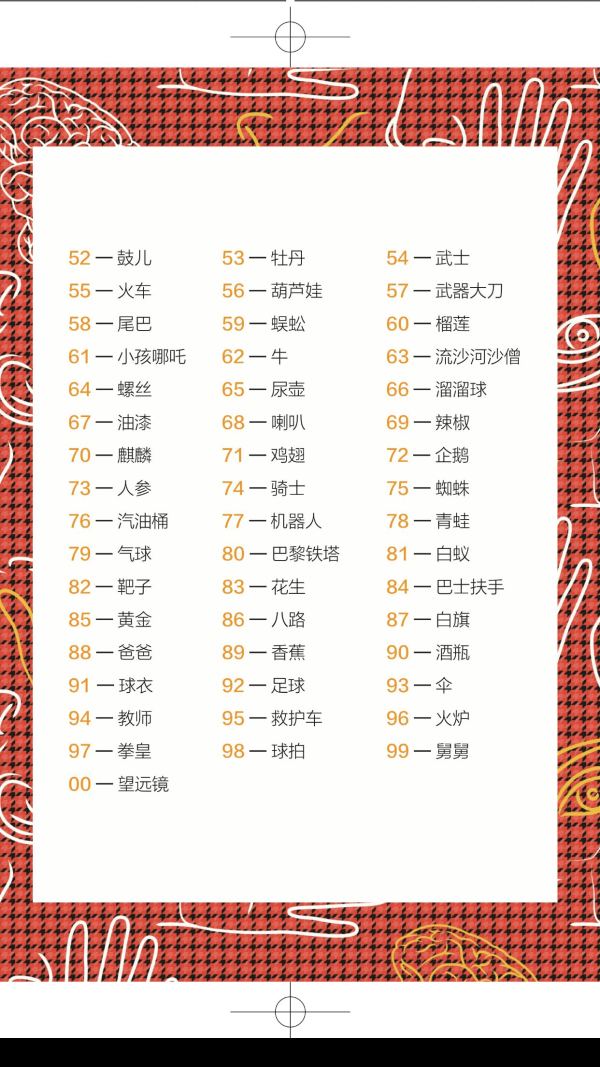 52 — 鼓儿 53 — 牡丹 54 — 武士
55 — 火车 56 — 葫芦娃 57 — 武器大刀
58 — 尾巴 59 — 蜈蚣 60 — 榴莲
61 — 小孩哪吒 62 — 牛 63 — 流沙河沙僧
64 — 螺丝 65 — 尿壶 66 — 溜溜球
67 — 油漆 68 — 喇叭 69 — 辣椒
70 — 麒麟 71 — 鸡翅 72 — 企鹅
73 — 人参 74 — 骑士 75 — 蜘蛛
76 — 汽油桶 77 — 机器人 78 — 青蛙
79 — 气球 80 — 巴黎铁塔 81 — 白蚁
82 — 靶子 83 — 花生 84 — 巴士扶手
85 — 黄金 86 — 八路 87 — 白旗
88 — 爸爸 89 — 香蕉 90 — 酒瓶
91 — 球衣 92 — 足球 93 — 伞
94 — 教师 95 — 救护车 96 — 火炉
97 — 拳皇 98 — 球拍 99 — 舅舅
00 — 望远镜